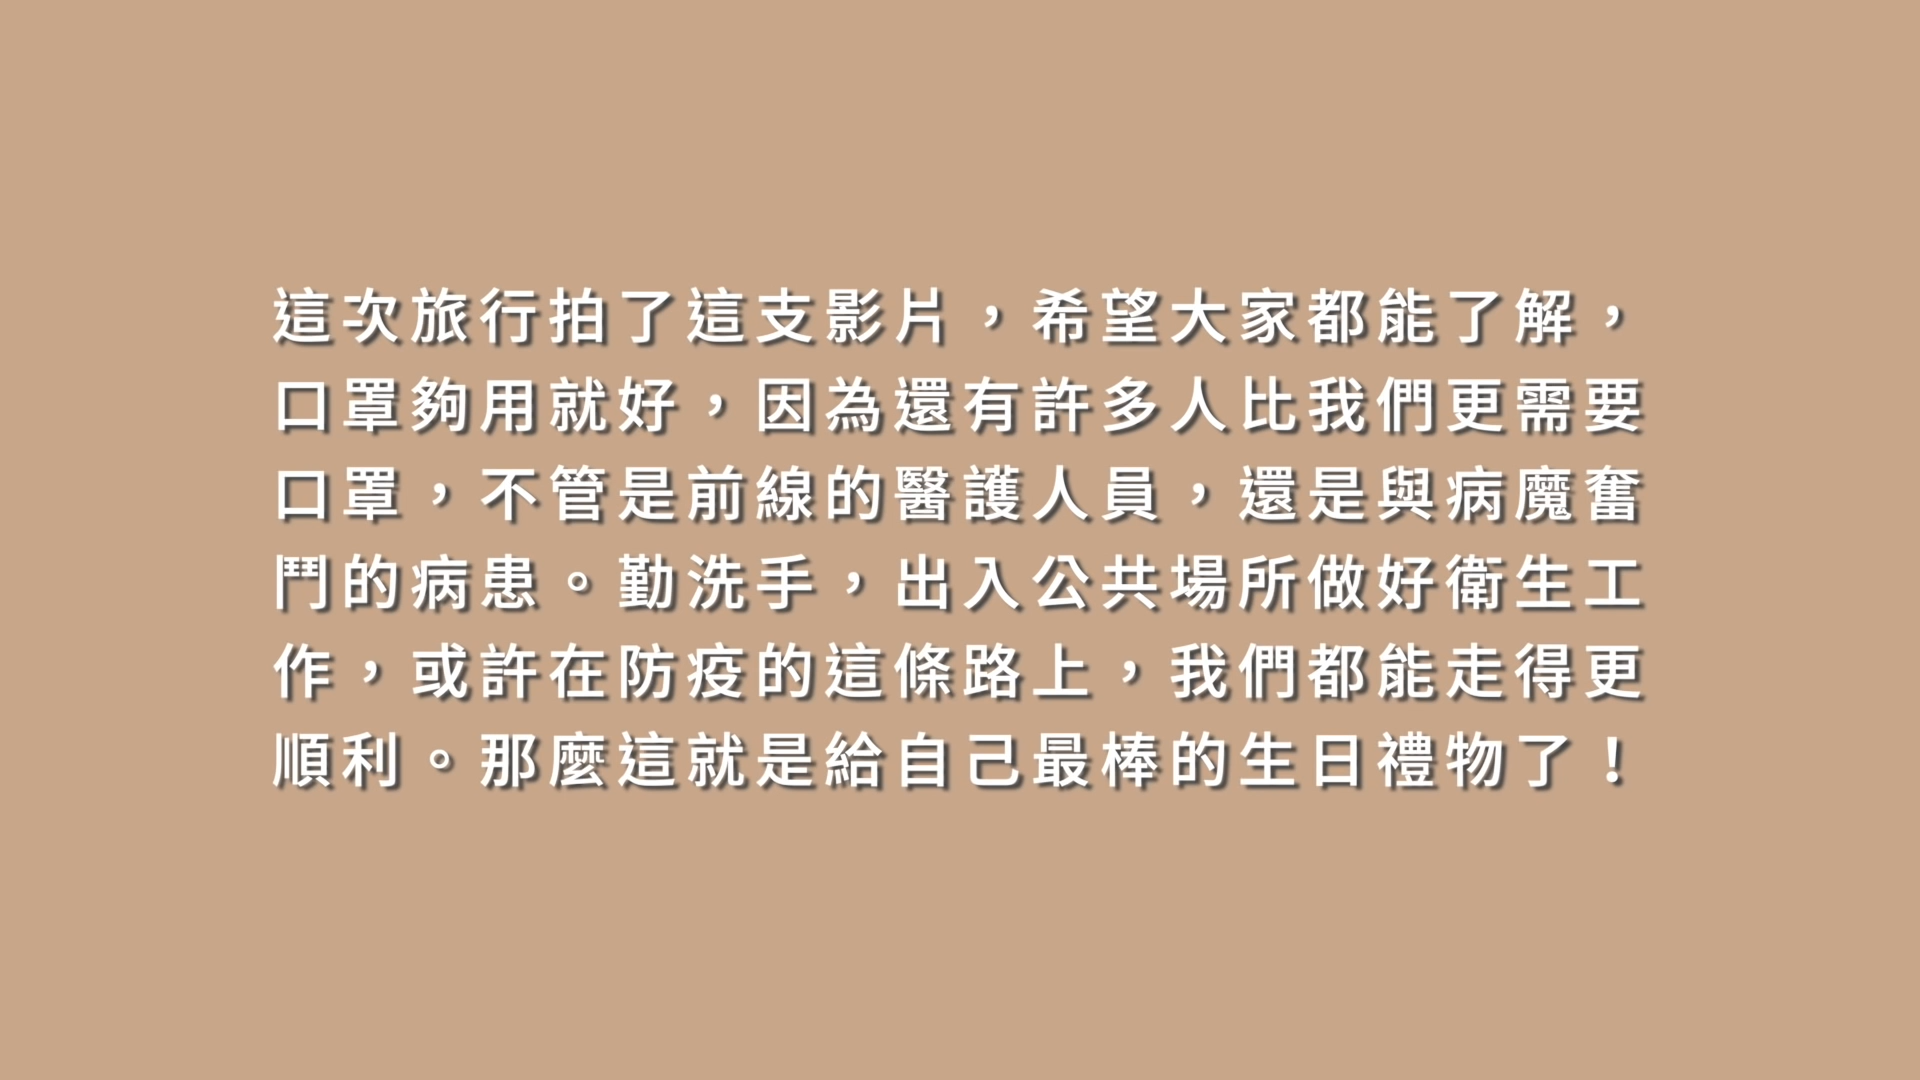 這次旅行拍了這支影片，希望大家都能了解，
口罩夠用就好，因為還有許多人比我們更需要
口罩，不管是前線的醫護人員，還是與病魔奮
鬥的病患。勤洗手，出入公共場所做好衛生工
作，或許在防疫的這條路上，我們都能走得更
順利。那麼這就是給自己最棒的生日禮物了！